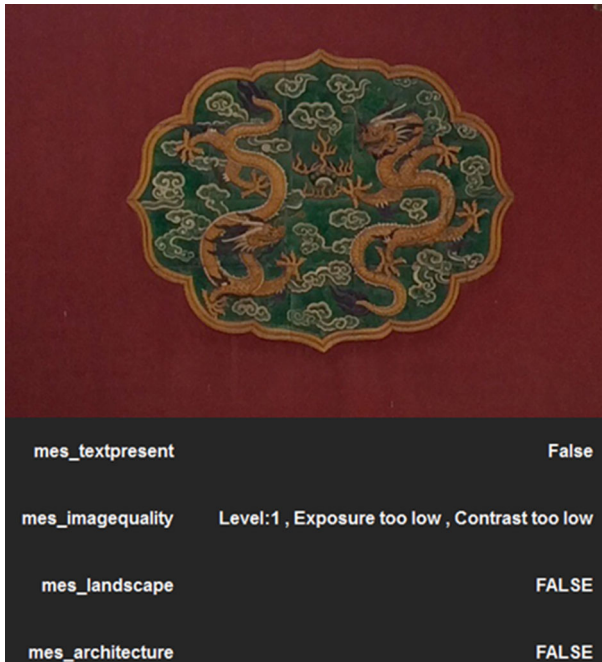 mes_textpresent False
mes_imagequality Level:1 , Exposure too low , Contrast too low
mes_landscape FALSE
mes_architecture FALSE